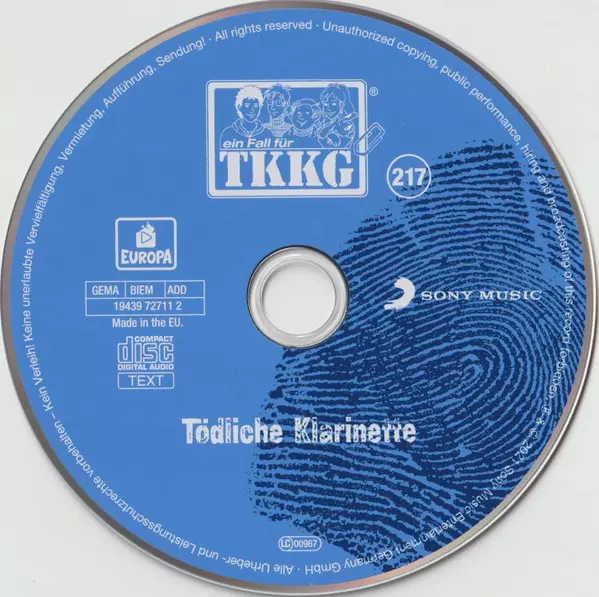 ein Fall für
TKKG
®
217
EUROPA
GEMA BIEM ADD
19439 72711 2
Made in the EU.
COMPACT
disc
DIGITAL AUDIO
TEXT
SONY MUSIC
Tödliche Klarinette
LC 00967
Alle Urheber- und Leistungsschutzrechte vorbehalten – Kein Verleih! Keine unerlaubte Vervielfältigung, Vermietung, Aufführung, Sendung! · All rights reserved · Unauthorized copying, public performance, hiring and broadcasting of this record forbidden. ℗ & © Sony Music Entertainment Germany GmbH ·